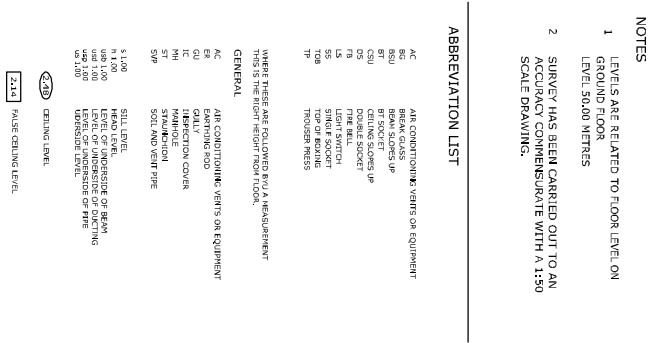 NOTES
1 LEVELS ARE RELATED TO FLOOR LEVEL ON
GROUND FLOOR
LEVEL 50.00 METRES
2 SURVEY HAS BEEN CARRIED OUT TO AN
ACCURACY COMMENSURATE WITH A 1:50
SCALE DRAWING.
ABBREVIATION LIST
AC AIR CONDITIONING VENTS OR EQUIPMENT
BG BREAK GLASS
BSU BEAM SLOPES UP
BT BT SOCKET
CSU CEILING SLOPES UP
DS DOUBLE SOCKET
FB FIRE BELL
LS LIGHT SWITCH
SS SINGLE SOCKET
TOB TOP OF BOXING
TP TROUSER PRESS
WHERE THESE ARE FOLLOWED BYU A MEASUREMENT
THIS IS THE RIGHT HEIGHT FROM FLOOR.
GENERAL
AC AIR CONDITIONING VENTS OR EQUIPMENT
ER EARTHING ROD
GU GULLY
IC INSPECTION COVER
MH MANHOLE
ST STAUNCHION
SVP SOIL AND VENT PIPE
s 1.00 SILL LEVEL
h 1.00 HEAD LEVEL
usb 1.00 LEVEL OF UNDERSIDE OF BEAM
usd 1.00 LEVEL OF UNDERSIDE OF DUCTING
usp 1.00 LEVEL OF UNDERSIDE OF PIPE
us 1.00 UDERSIDE LEVEL
2.48 CEILING LEVEL
2.14 FALSE CEILING LEVEL